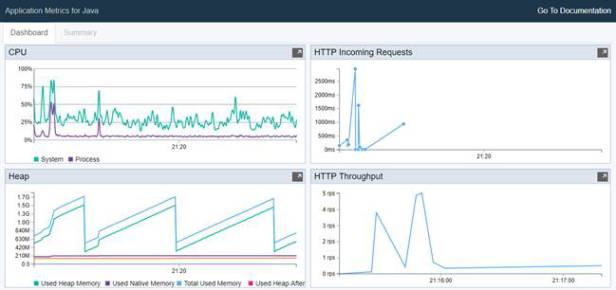 Application Metrics for Java
Go To Documentation
Dashboard
Summary
CPU
100%
75%
50%
25%
0%
21:20
System
Process
HTTP Incoming Requests
2500ms
2000ms
1500ms
1000ms
500ms
0ms
21:20
Heap
1.7G
1.5G
1.3G
1.0G
840M
630M
420M
210M
0.0
21:20
Used Heap Memory
Used Native Memory
Total Used Memory
Used Heap After
HTTP Throughput
5 rps
4 rps
3 rps
2 rps
1 rps
0 rps
21:16:00
21:17:00